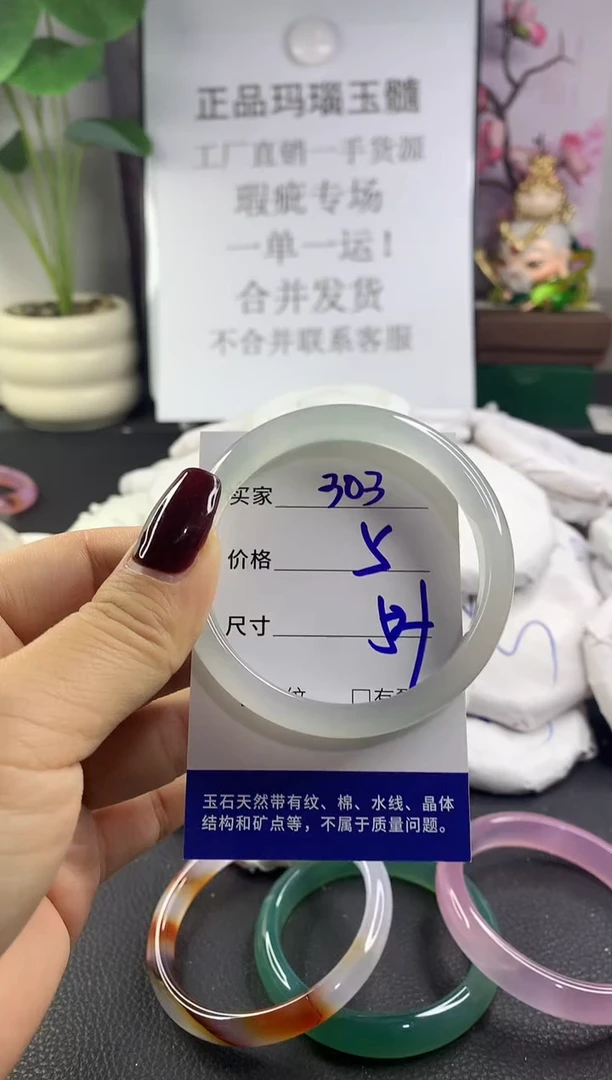 正品玛瑙玉髓
工厂直销一手货源
瑕疵专场
一单一运！
合并发货
不合并联系客服
买家 303
价格 5
尺寸 54
纹 □有
玉石天然带有纹、棉、水线、晶体
结构和矿点等，不属于质量问题。